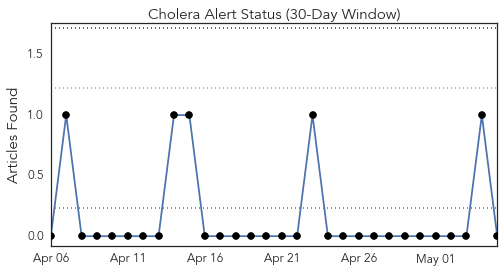 Cholera Alert Status (30-Day Window)
Articles Found
1.5
1.0
0.5
0.0
Apr 06 Apr 11 Apr 16 Apr 21 Apr 26 May 01